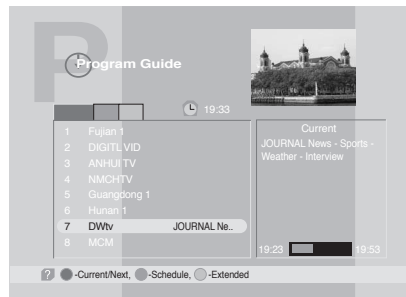 Program Guide
19:33
1 Fujian 1
2 DIGITL VID
3 ANHUI TV
4 NMCHTV
5 Guangdong 1
6 Hunan 1
7 DWtv JOURNAL Ne..
8 MCM
Current
JOURNAL News - Sports -
Weather - Interview
19:23 19:53
? -Current/Next, -Schedule, -Extended